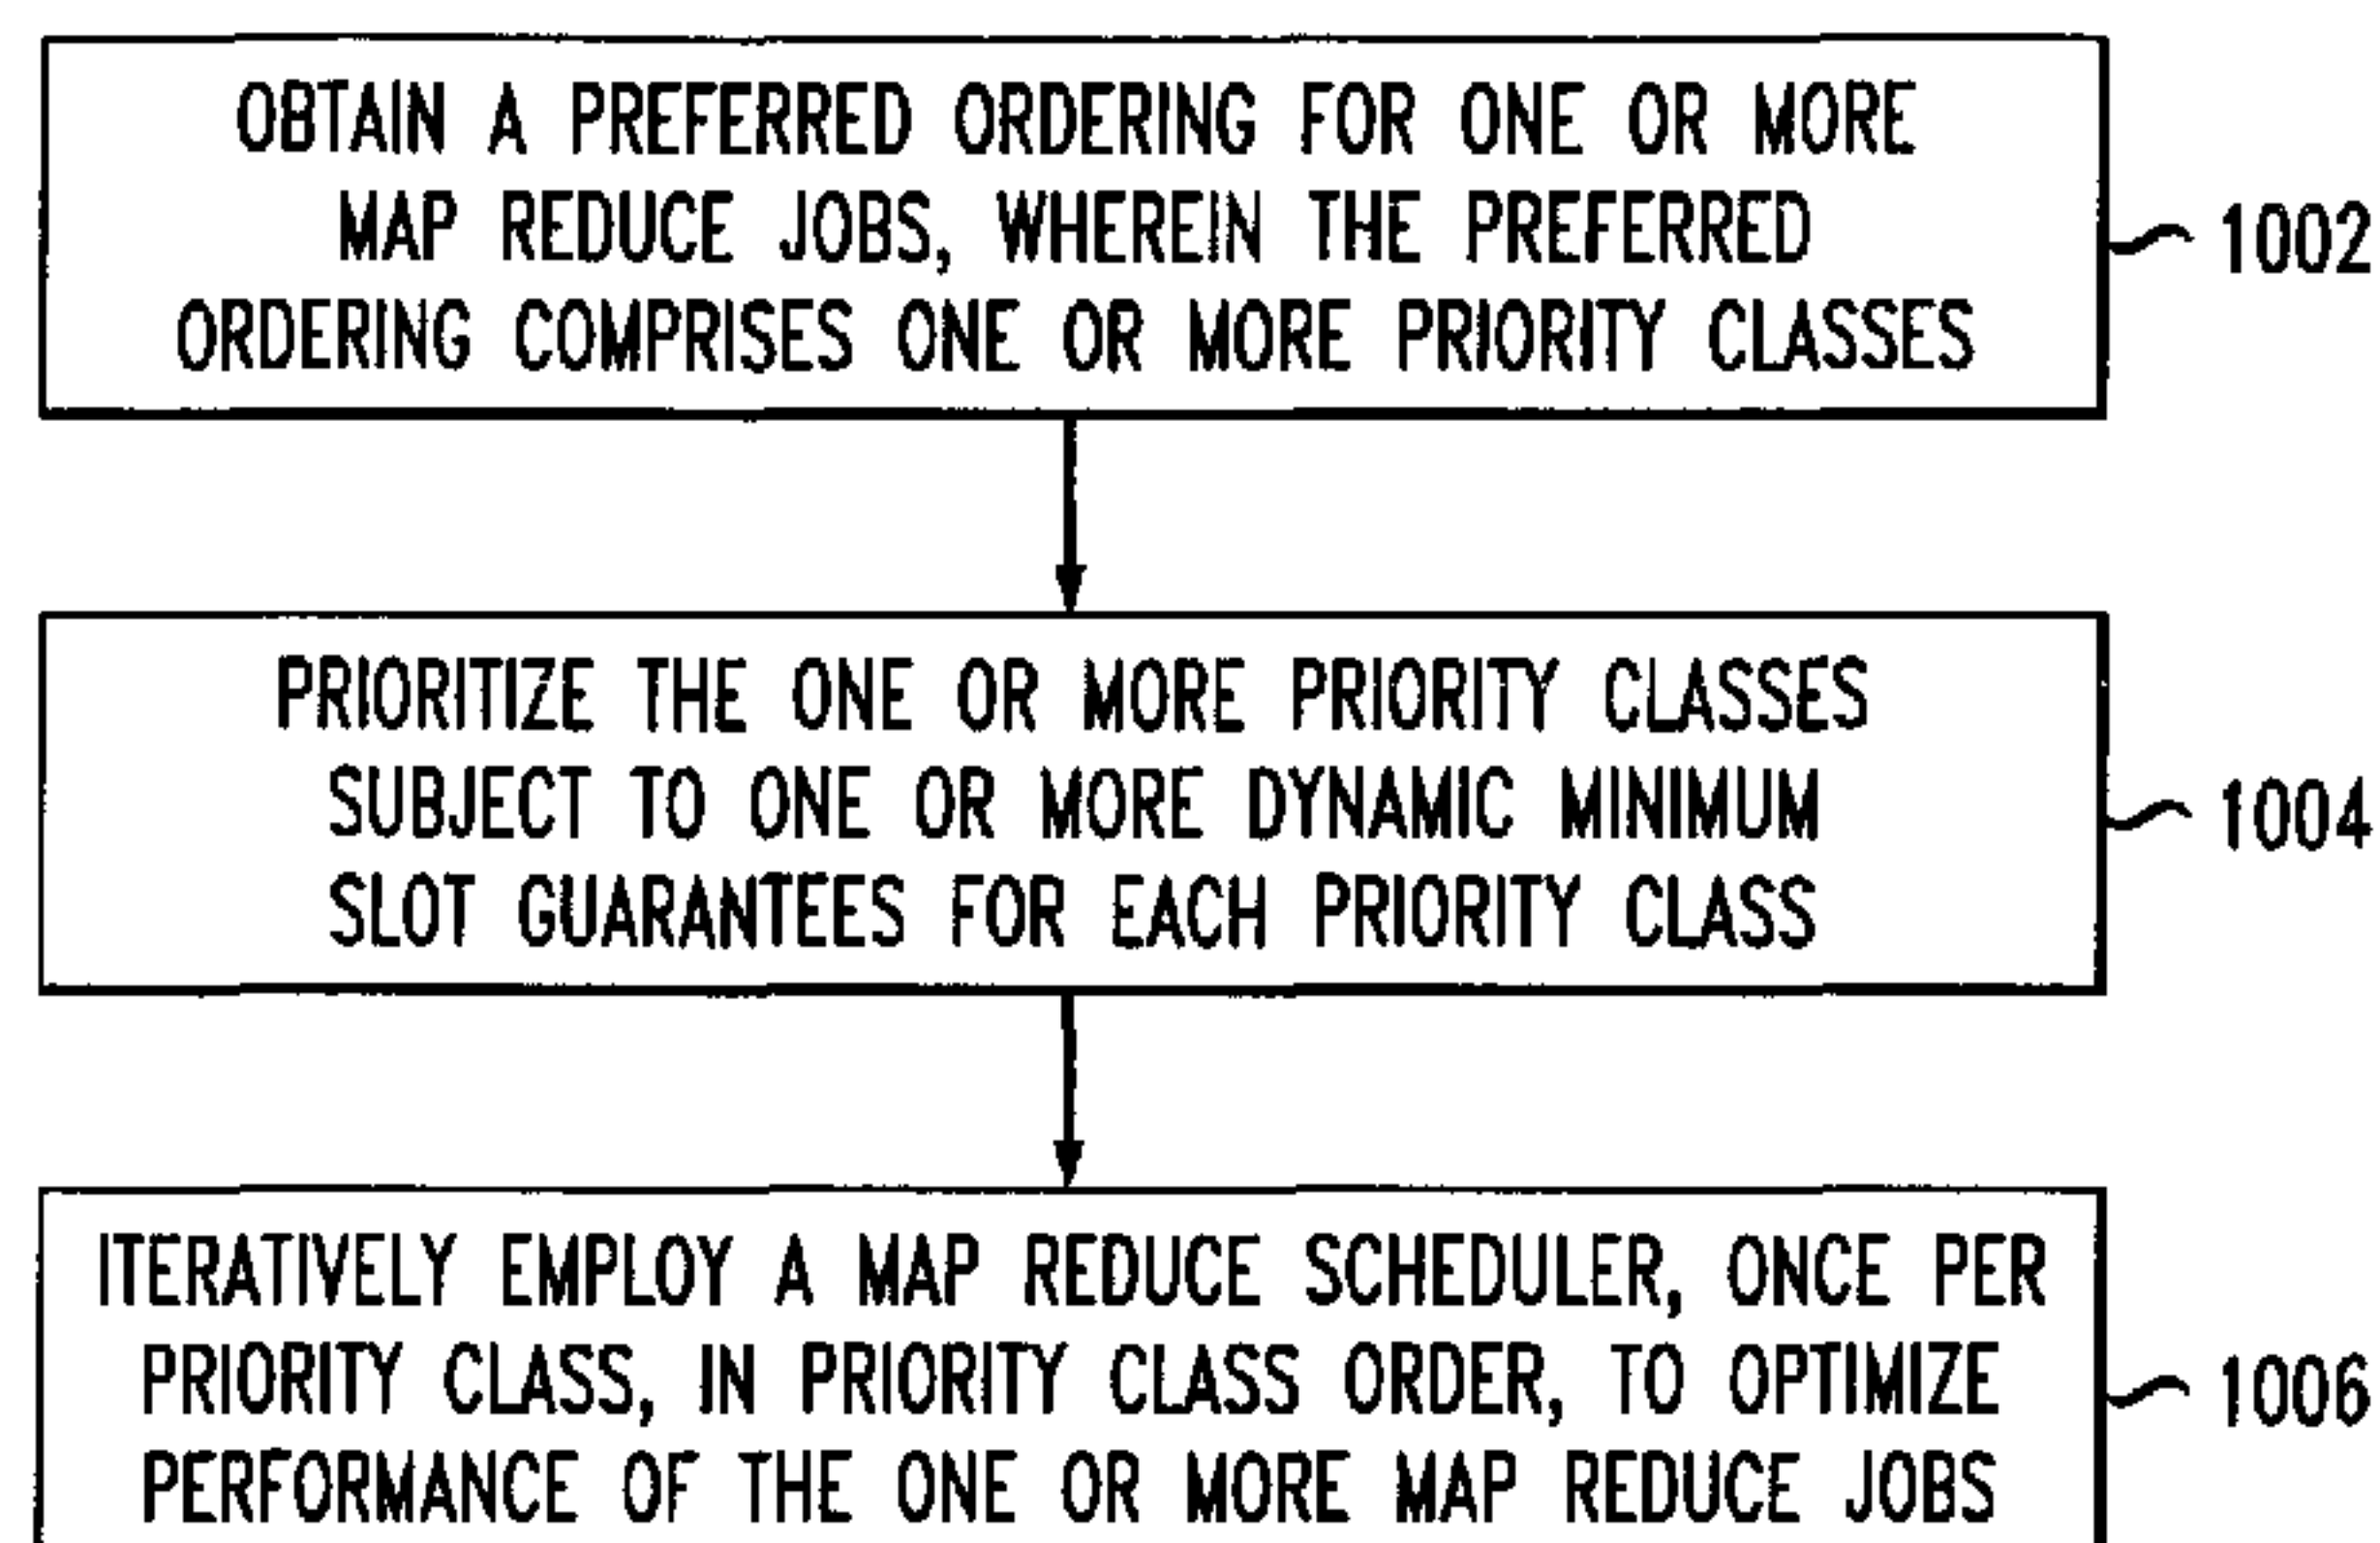 OBTAIN A PREFERRED ORDERING FOR ONE OR MORE
MAP REDUCE JOBS, WHEREIN THE PREFERRED
ORDERING COMPRISES ONE OR MORE PRIORITY CLASSES
1002
PRIORITIZE THE ONE OR MORE PRIORITY CLASSES
SUBJECT TO ONE OR MORE DYNAMIC MINIMUM
SLOT GUARANTEES FOR EACH PRIORITY CLASS
1004
ITERATIVELY EMPLOY A MAP REDUCE SCHEDULER, ONCE PER
PRIORITY CLASS, IN PRIORITY CLASS ORDER, TO OPTIMIZE
PERFORMANCE OF THE ONE OR MORE MAP REDUCE JOBS
1006